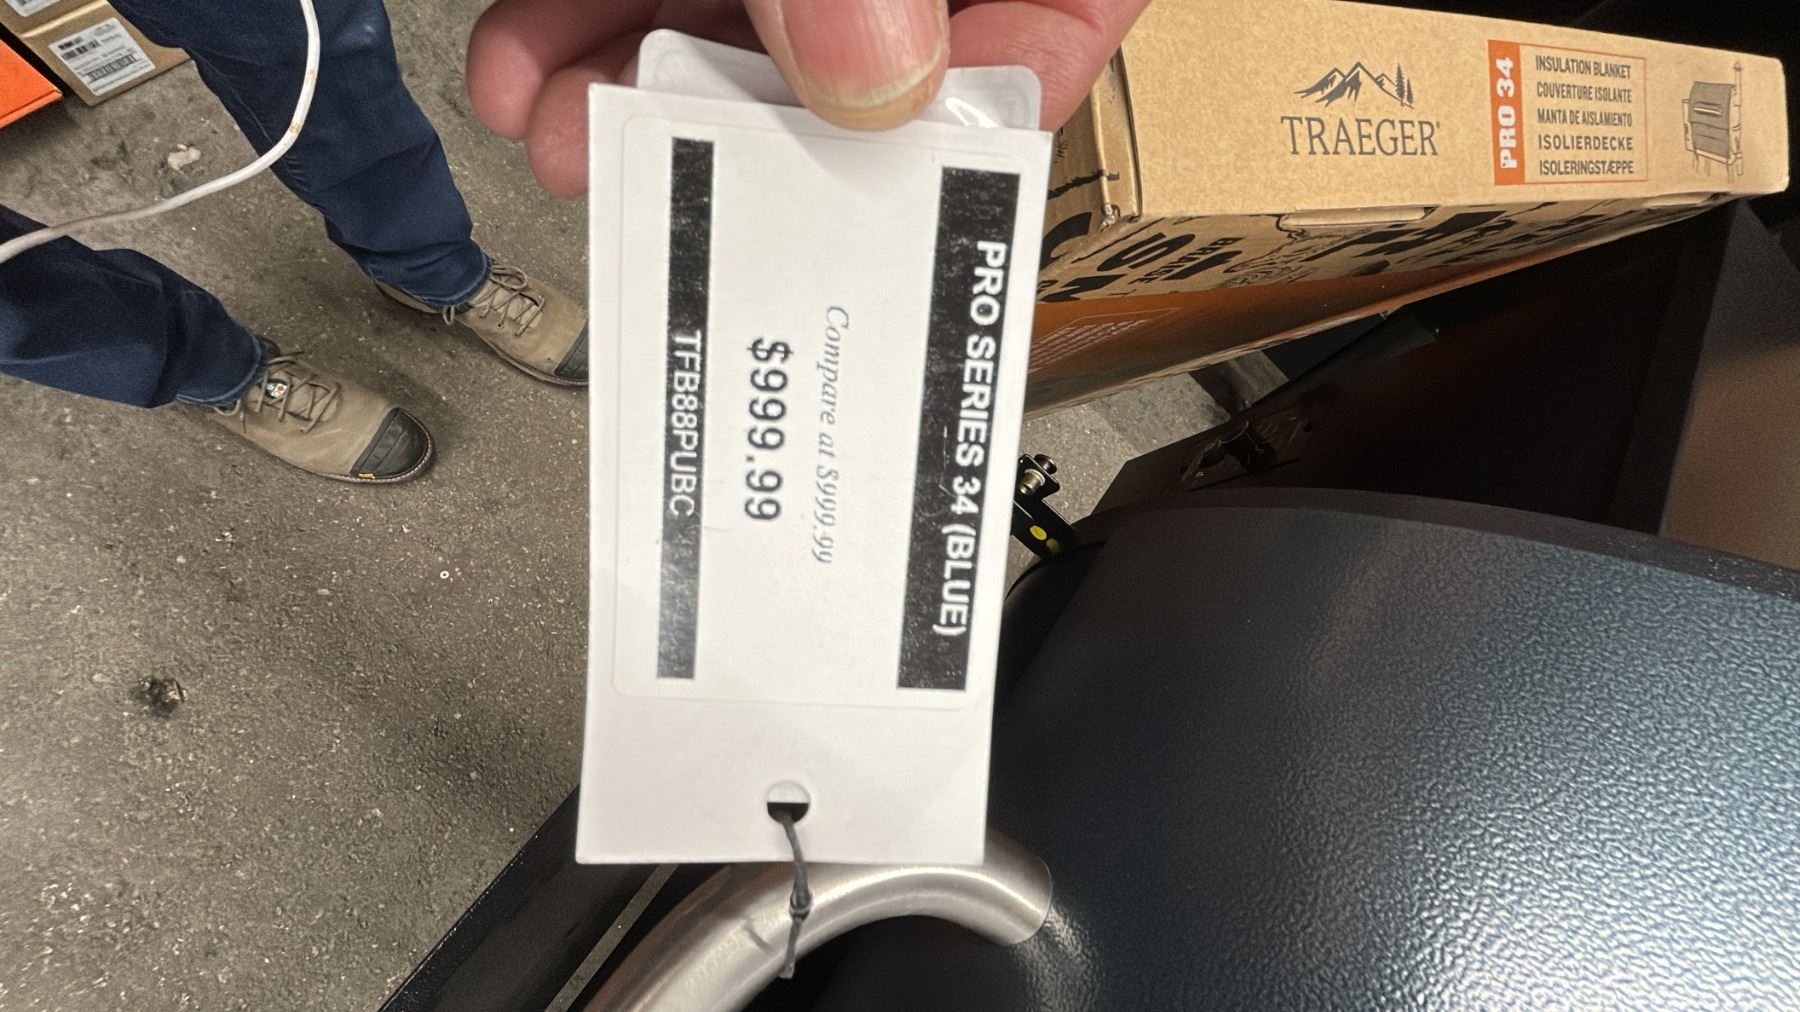 PRO SERIES 34 (BLUE)
Compare at $999.99
$999.99
TFB88PUBC
TRAEGER
PRO 34
INSULATION BLANKET
COUVERTURE ISOLANTE
MANTA DE AISLAMIENTO
ISOLIERDECKE
ISOLERINGSTÆPPE